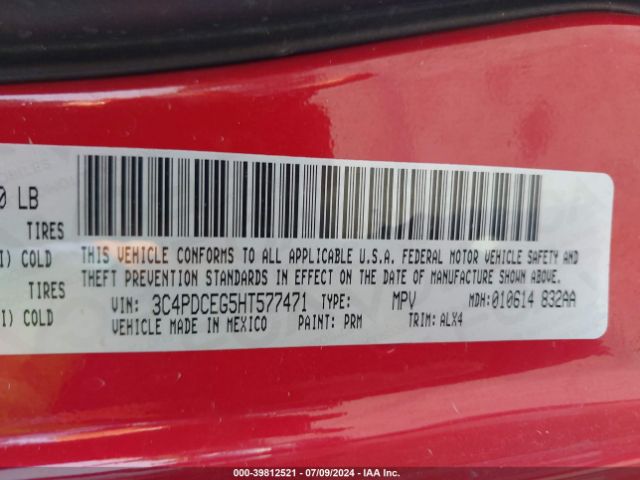 0 LB
TIRES
I) COLD
TIRES
I) COLD
THIS VEHICLE CONFORMS TO ALL APPLICABLE U.S.A. FEDERAL MOTOR VEHICLE SAFETY AND
THEFT PREVENTION STANDARDS IN EFFECT ON THE DATE OF MANUFACTURE SHOWN ABOVE.
VIN: 3C4PDCEG5HT577471 TYPE: MPV MDH:010614 832AA
VEHICLE MADE IN MEXICO PAINT: PRM TRIM: ALX4
000-39812521 | 07/09/2024 | IAA Inc.